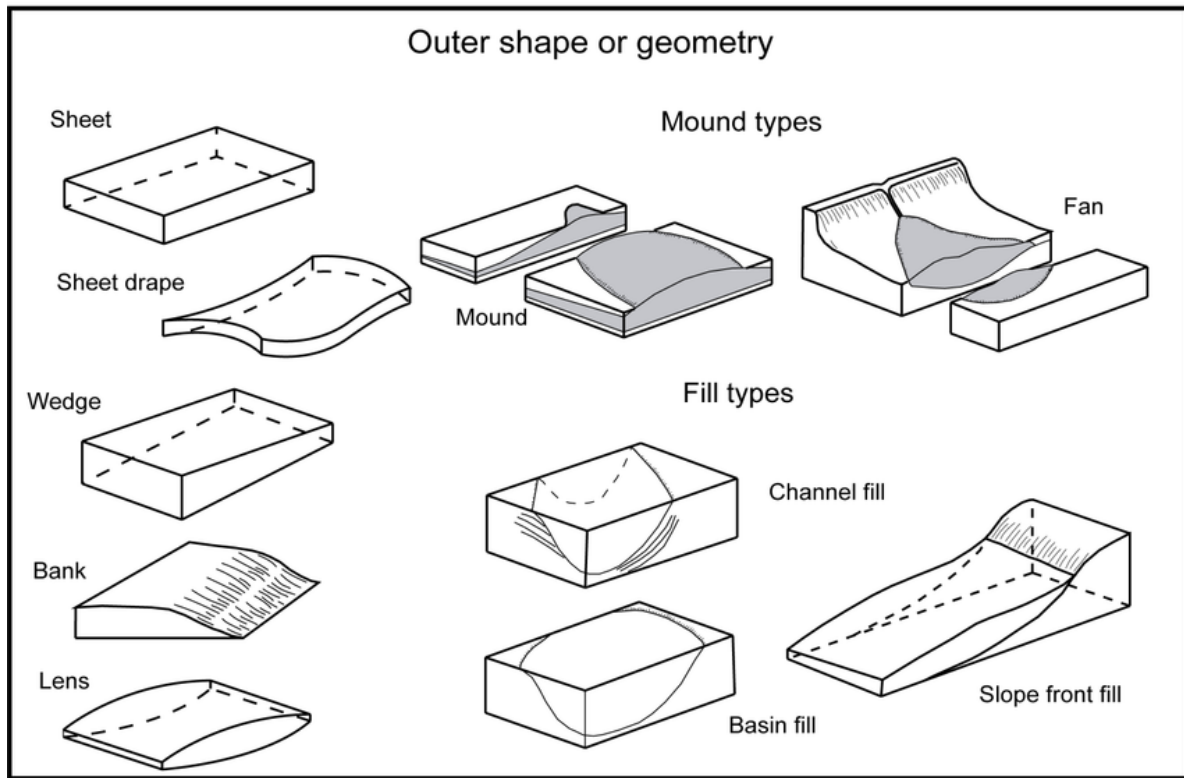 Outer shape or geometry
Sheet
Sheet drape
Wedge
Bank
Lens
Mound types
Mound
Fan
Fill types
Channel fill
Basin fill
Slope front fill